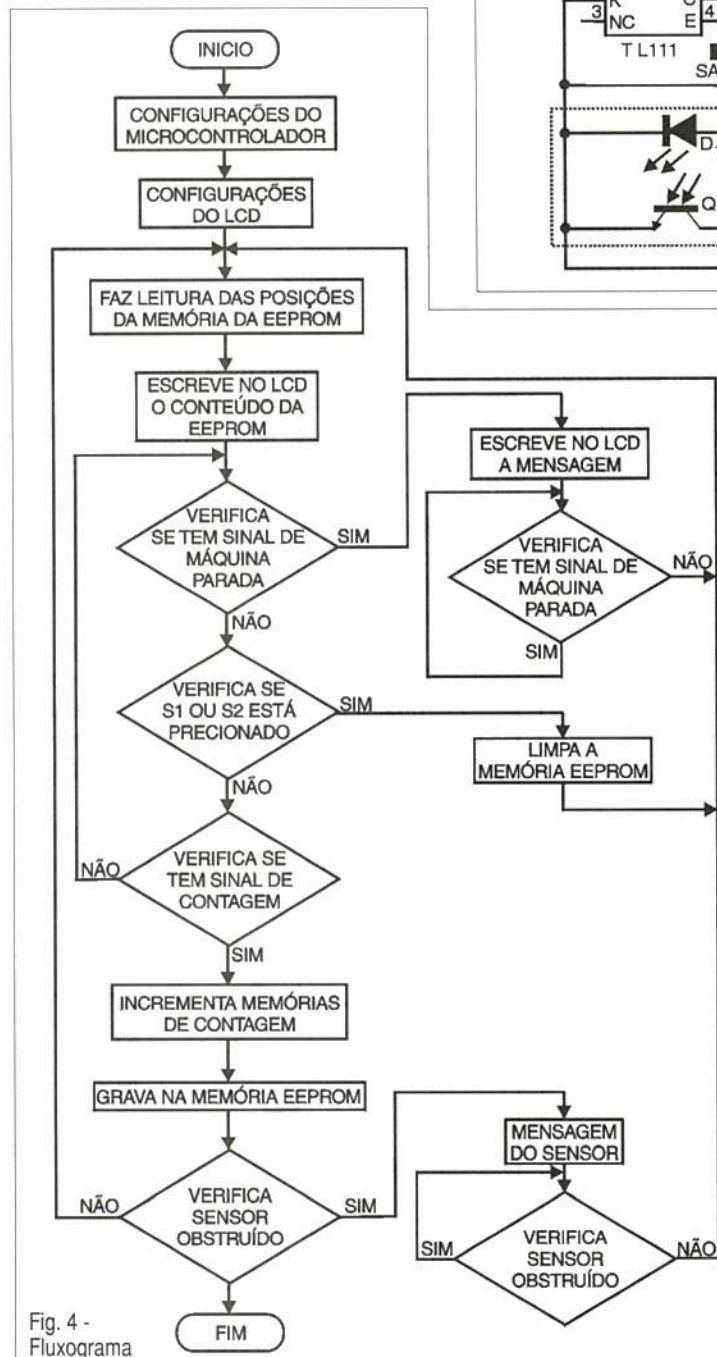 INICIO
CONFIGURAÇÕES DO
MICROCONTROLADOR
CONFIGURAÇÕES
DO LCD
FAZ LEITURA DAS POSIÇÕES
DA MEMÓRIA DA EEPROM
ESCREVE NO LCD
O CONTEÚDO DA
EEPROM
VERIFICA
SE TEM SINAL DE
MÁQUINA
PARADA
SIM
NÃO
ESCREVE NO LCD
A MENSAGEM
VERIFICA
SE TEM SINAL DE
MÁQUINA
PARADA
NÃO
SIM
VERIFICA SE
S1 OU S2 ESTÁ
PRECIONADO
SIM
NÃO
LIMPA A
MEMÓRIA EEPROM
VERIFICA SE
TEM SINAL DE
CONTAGEM
NÃO
SIM
INCREMENTA MEMÓRIAS
DE CONTAGEM
GRAVA NA MEMÓRIA EEPROM
VERIFICA
SENSOR
OBSTRUÍDO
NÃO
SIM
MENSAGEM
DO SENSOR
VERIFICA
SENSOR
OBSTRUÍDO
SIM
NÃO
FIM
Fig. 4 -
Fluxograma
3 NC E 4
T L111